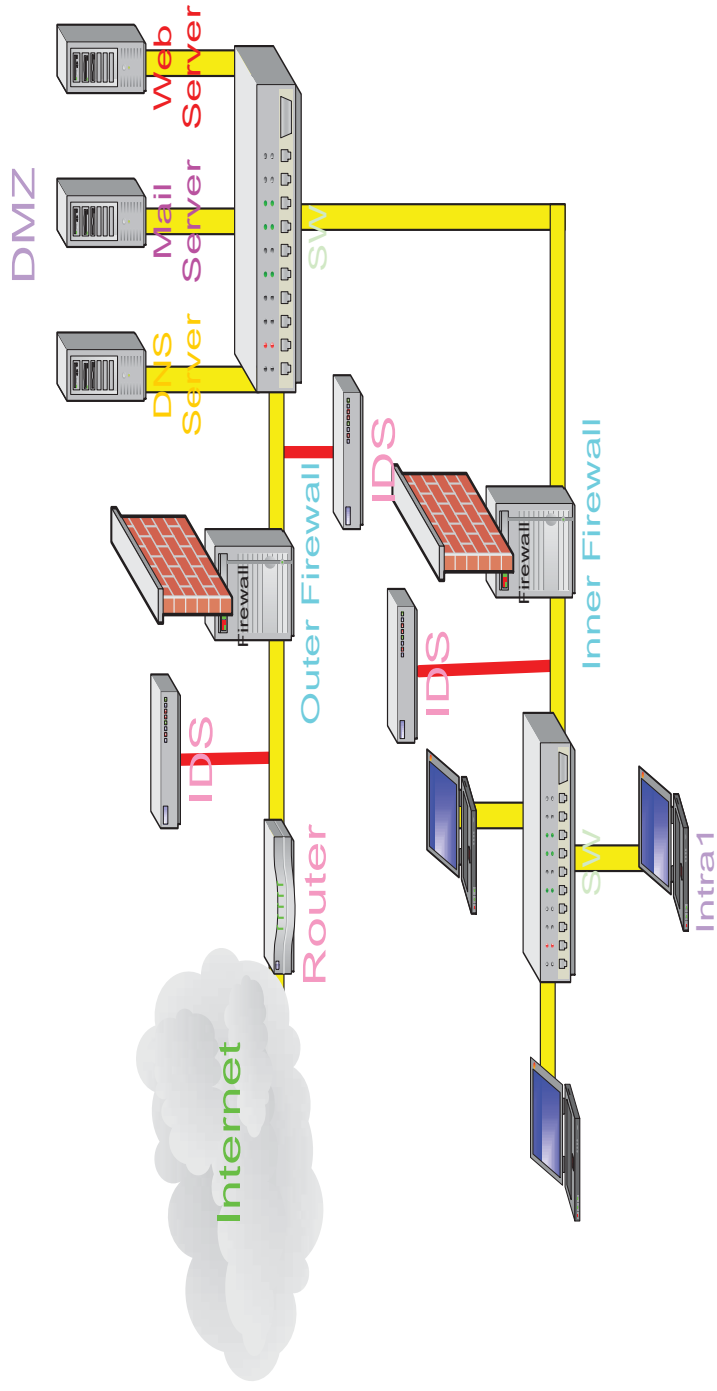 DMZ
DNS
Server
Mail
Server
Web
Server
Internet
Router
IDS
Firewall
Outer Firewall
IDS
SW
SW
IDS
Firewall
Inner Firewall
Intra1